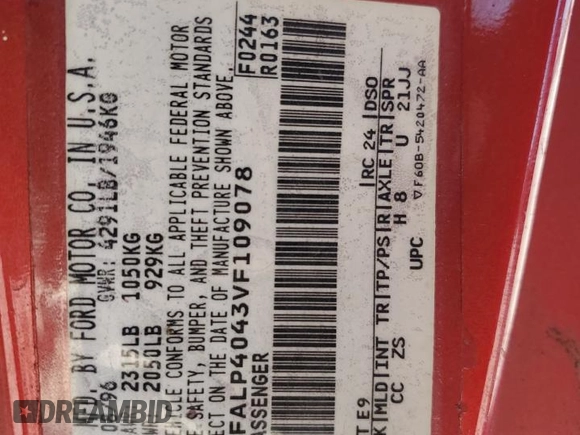 D. BY FORD MOTOR CO. IN U.S.A.
96 GVWR: 4291LB/1946KG
2315LB 1050KG
2050LB 929KG
HICLE CONFORMS TO ALL APPLICABLE FEDERAL MOTOR
E SAFETY, BUMPER, AND THEFT PREVENTION STANDARDS
ECT ON THE DATE OF MANUFACTURE SHOWN ABOVE.
FALP4043VF109078
ASSENGER
F0244
R0163
T E9 RC 24 DSO
K MLD INT TR TP/PS R AXLE TR SPR
CC ZS H 8 U 21JJ
UPC
▽F60B-5420472-AA
DREAMBID